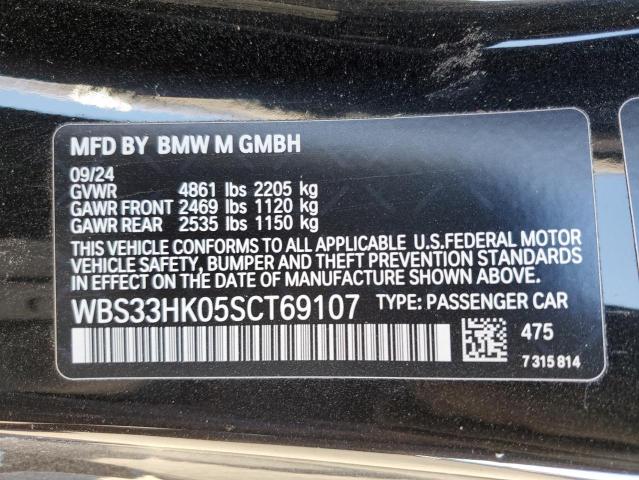 MFD BY BMW M GMBH
09/24
GVWR 4861 lbs 2205 kg
GAWR FRONT 2469 lbs 1120 kg
GAWR REAR 2535 lbs 1150 kg
THIS VEHICLE CONFORMS TO ALL APPLICABLE U.S.FEDERAL MOTOR
VEHICLE SAFETY, BUMPER AND THEFT PREVENTION STANDARDS
IN EFFECT ON THE DATE OF MANUFACTURE SHOWN ABOVE.
WBS33HK05SCT69107 TYPE: PASSENGER CAR
475
7 315 814